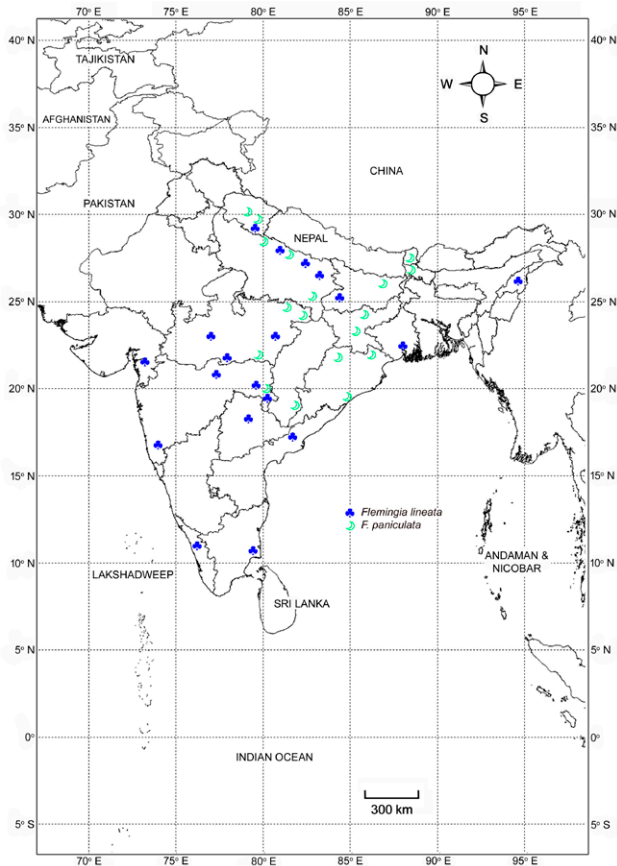 70° E 75° E 80° E 85° E 90° E 95° E
40° N 40° N
TAJIKISTAN
N
W E
S
AFGHANISTAN
35° N 35° N
CHINA
PAKISTAN
30° N 30° N
NEPAL
25° N 25° N
20° N 20° N
15° N 15° N
Flemingia lineata
F. paniculata
10° N 10° N
ANDAMAN &
NICOBAR
LAKSHADWEEP
SRI LANKA
5° N 5° N
0° 0°
INDIAN OCEAN
300 km
5° S 5° S
70° E 75° E 80° E 85° E 90° E 95° E